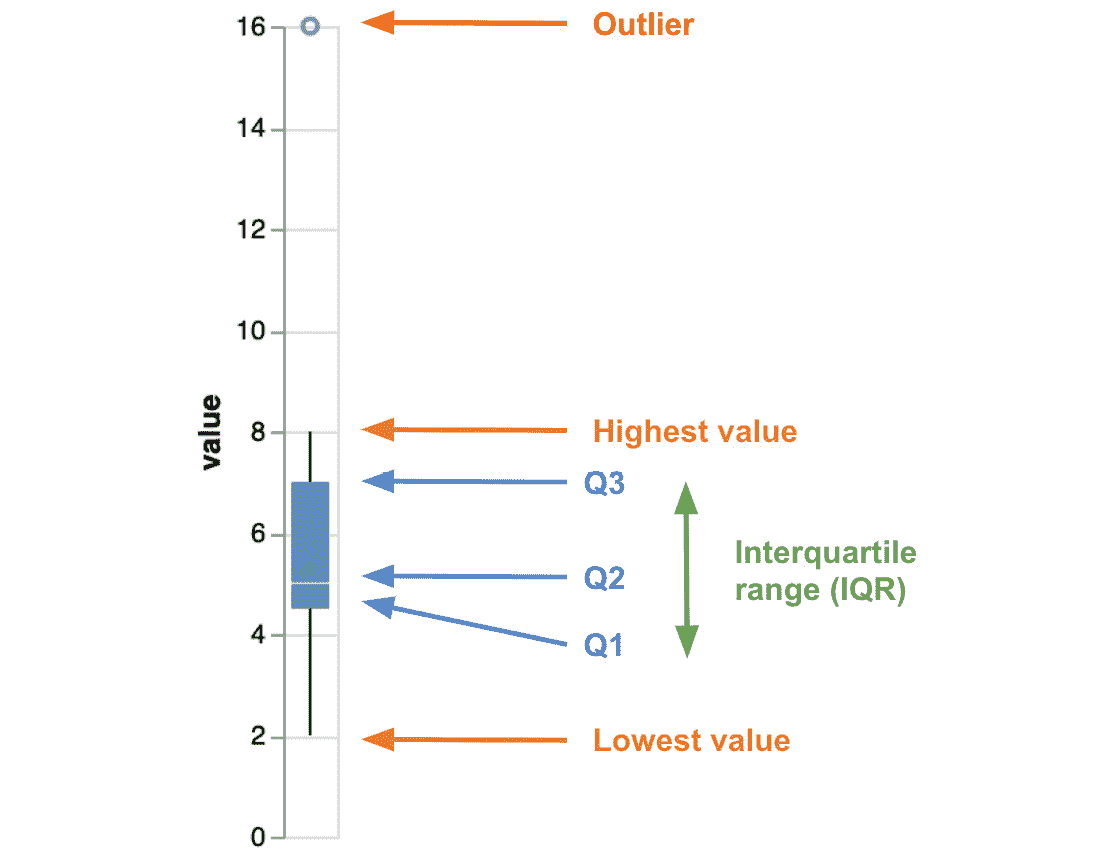 16
Outlier
14
12
10
value
8
Highest value
Q3
6
Interquartile
range (IQR)
Q2
4
Q1
2
Lowest value
0